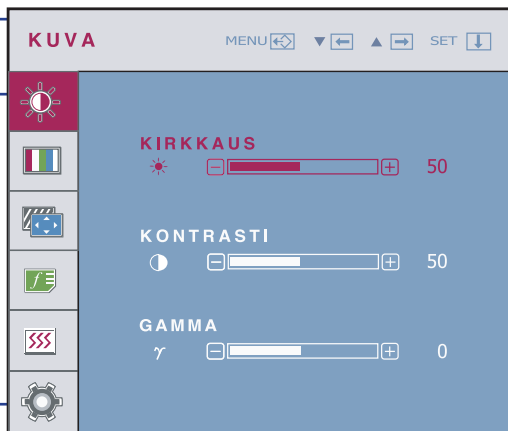 KUVA MENU ▼ ▲ SET
KIRKKAUS
50
KONTRASTI
50
GAMMA
γ 0